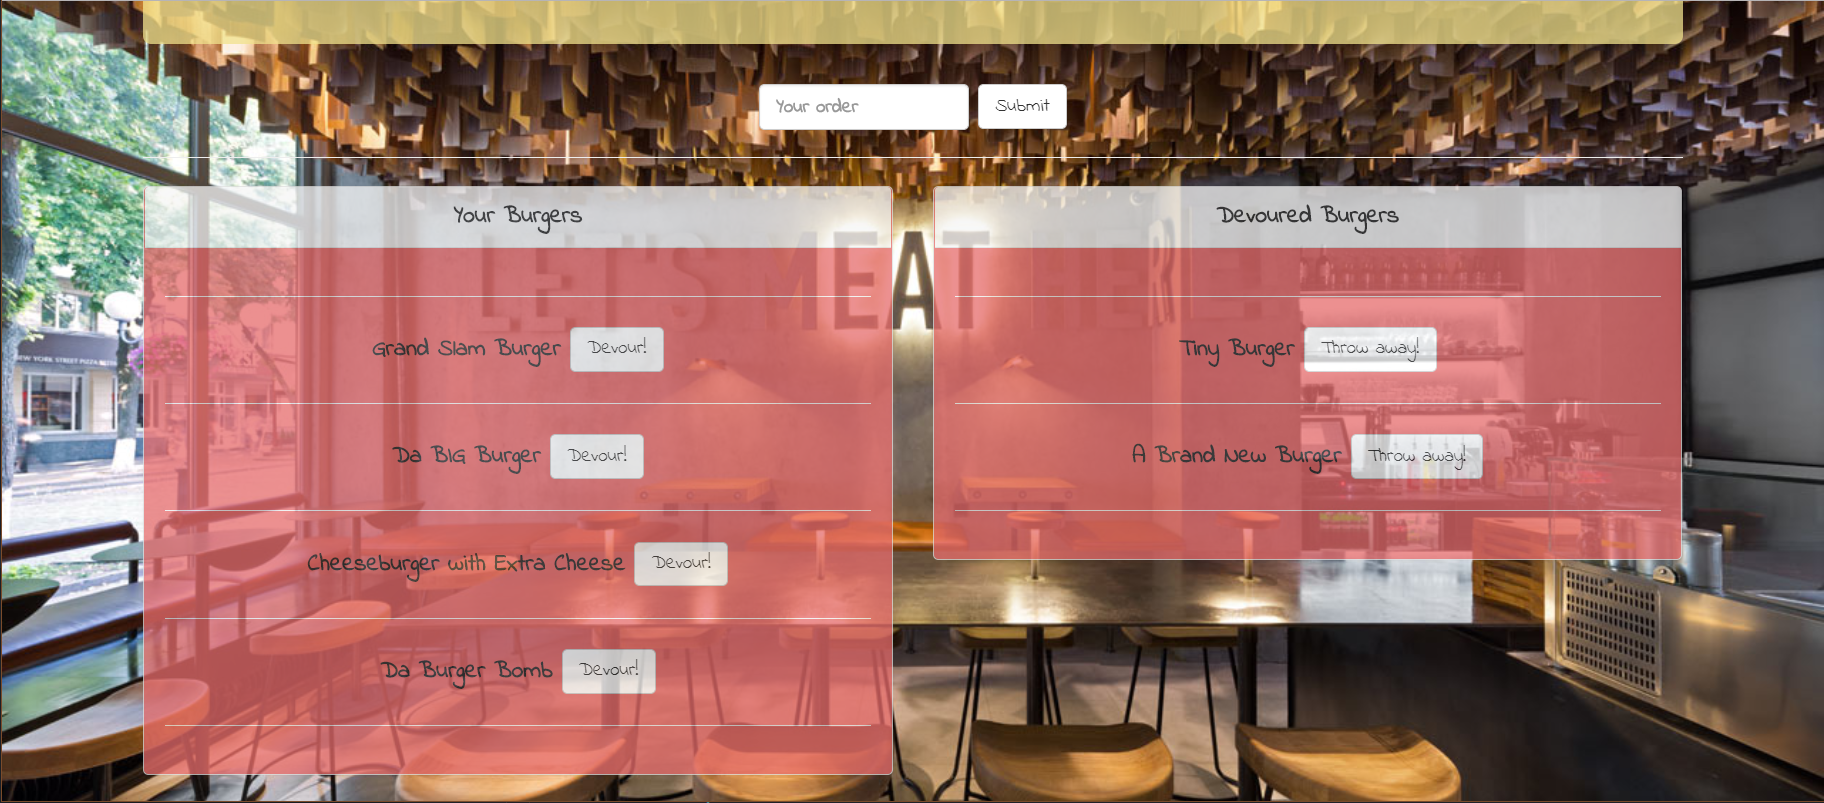 Your order
Submit
Your Burgers
Devoured Burgers
LET'S MEAT HERE
Grand Slam Burger Devour!
Tiny Burger Throw away!
NEW YORK STREET PIZZA
Da BIG Burger Devour!
A Brand New Burger Throw away!
Cheeseburger with Extra Cheese Devour!
Da Burger Bomb Devour!